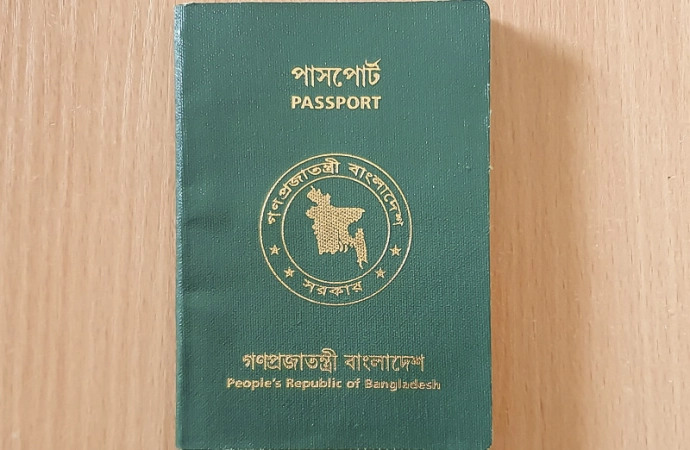 পাসপোর্ট
PASSPORT
গণপ্রজাতন্ত্রী বাংলাদেশ
সরকার
গণপ্রজাতন্ত্রী বাংলাদেশ
People's Republic of Bangladesh